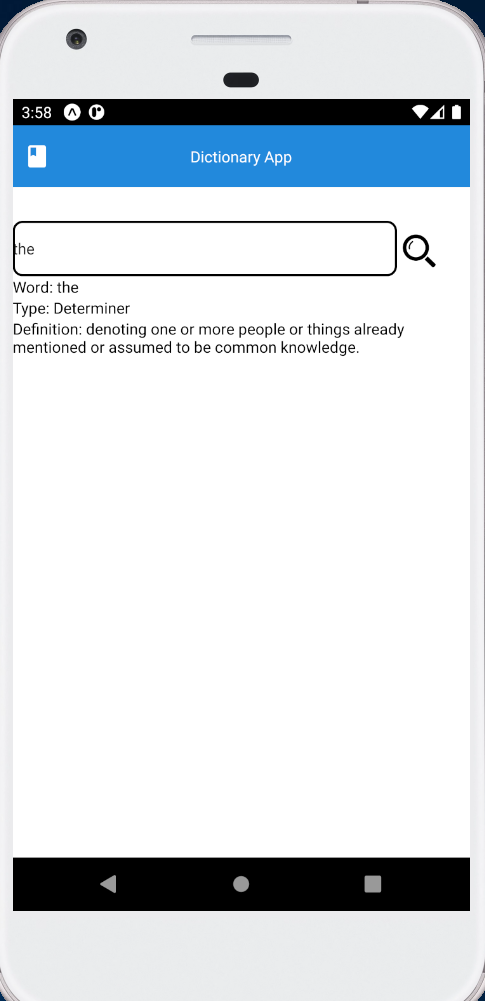 3:58
Dictionary App
the
Word: the
Type: Determiner
Definition: denoting one or more people or things already
mentioned or assumed to be common knowledge.